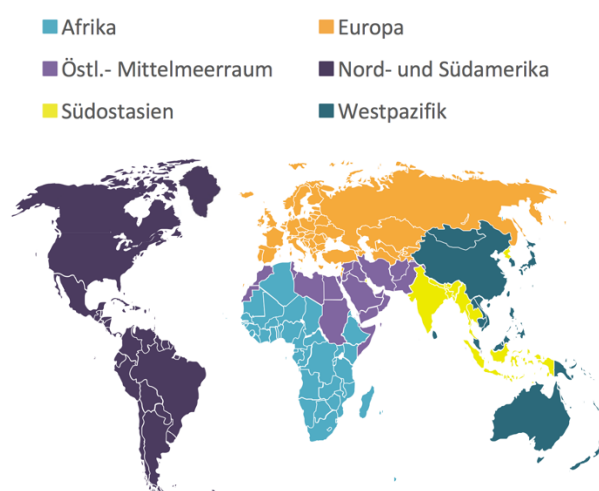 Afrika
Europa
Östl.- Mittelmeerraum
Nord- und Südamerika
Südostasien
Westpazifik